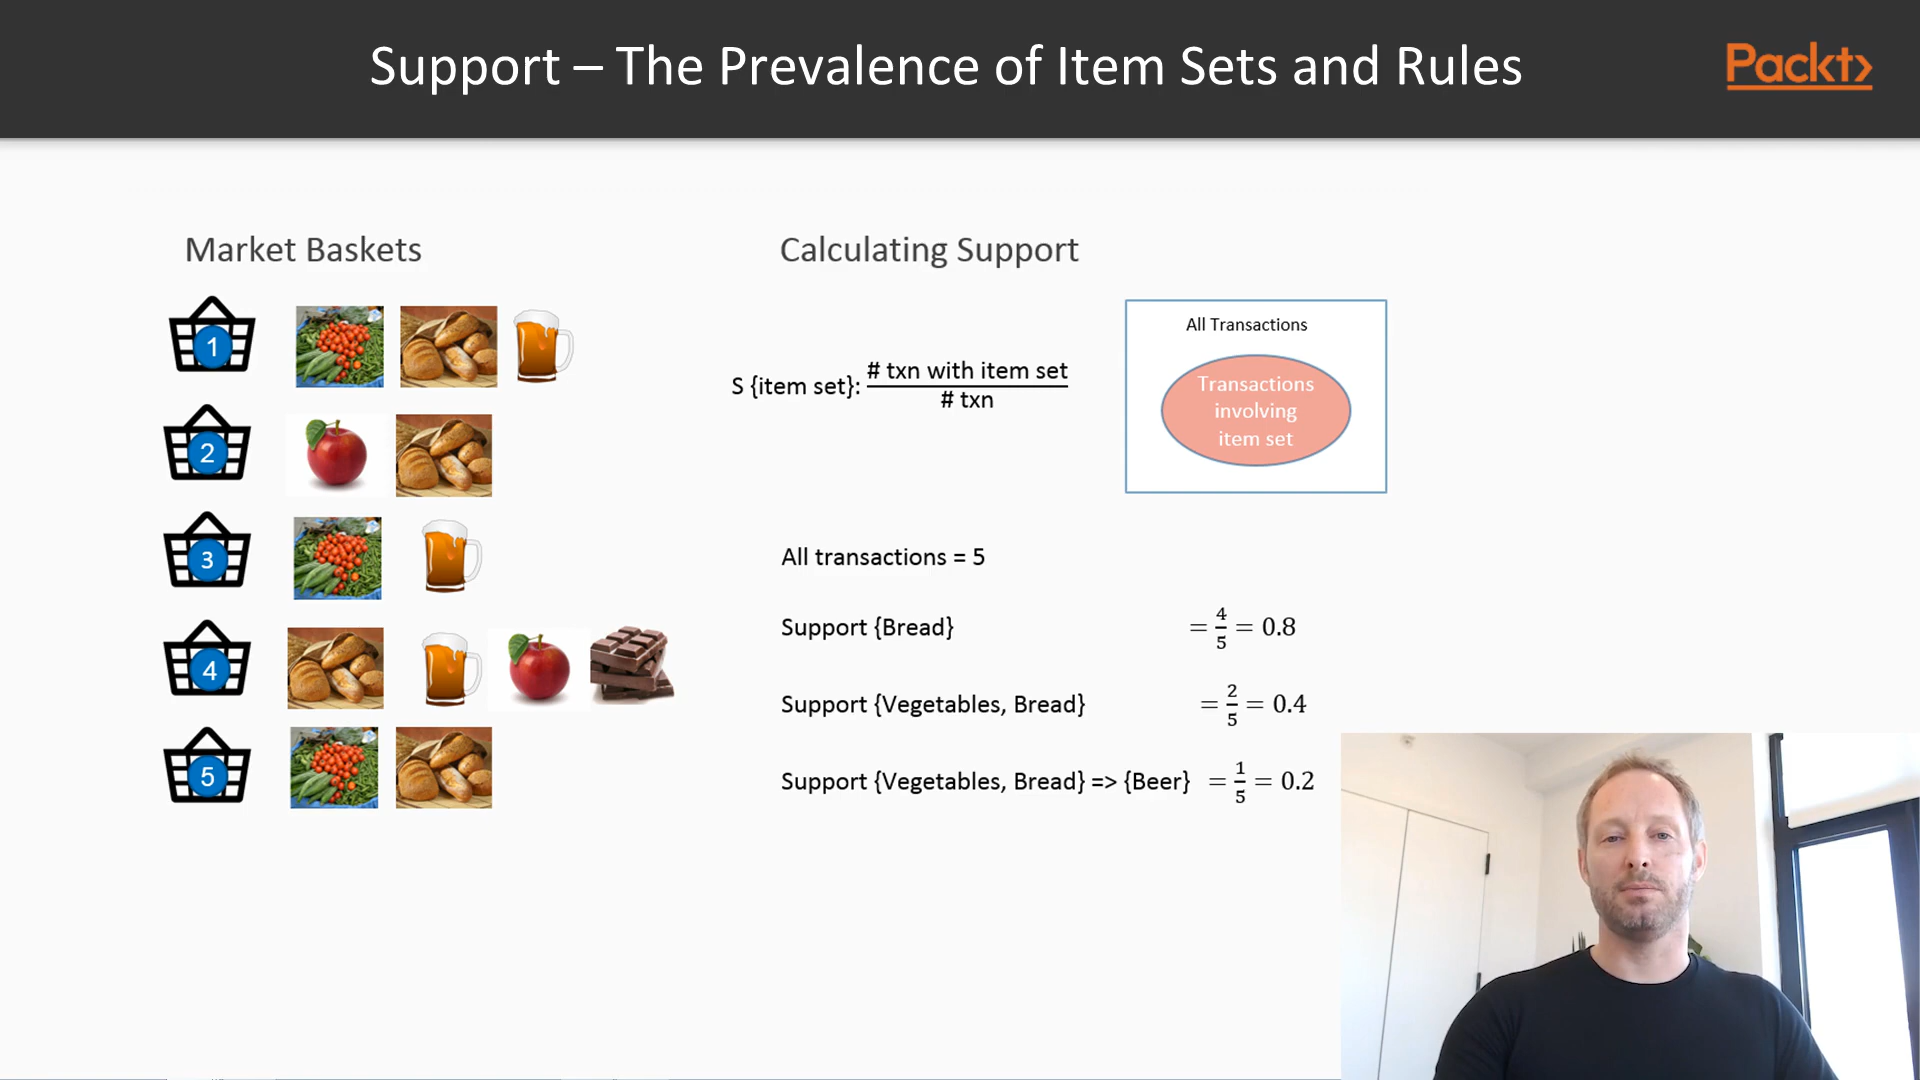 Support – The Prevalence of Item Sets and Rules
Packt>
Market Baskets
1
2
3
4
5
Calculating Support
S {item set}: # txn with item set
# txn
All Transactions
Transactions
involving
item set
All transactions = 5
Support {Bread} = 4/5 = 0.8
Support {Vegetables, Bread} = 2/5 = 0.4
Support {Vegetables, Bread} => {Beer} = 1/5 = 0.2